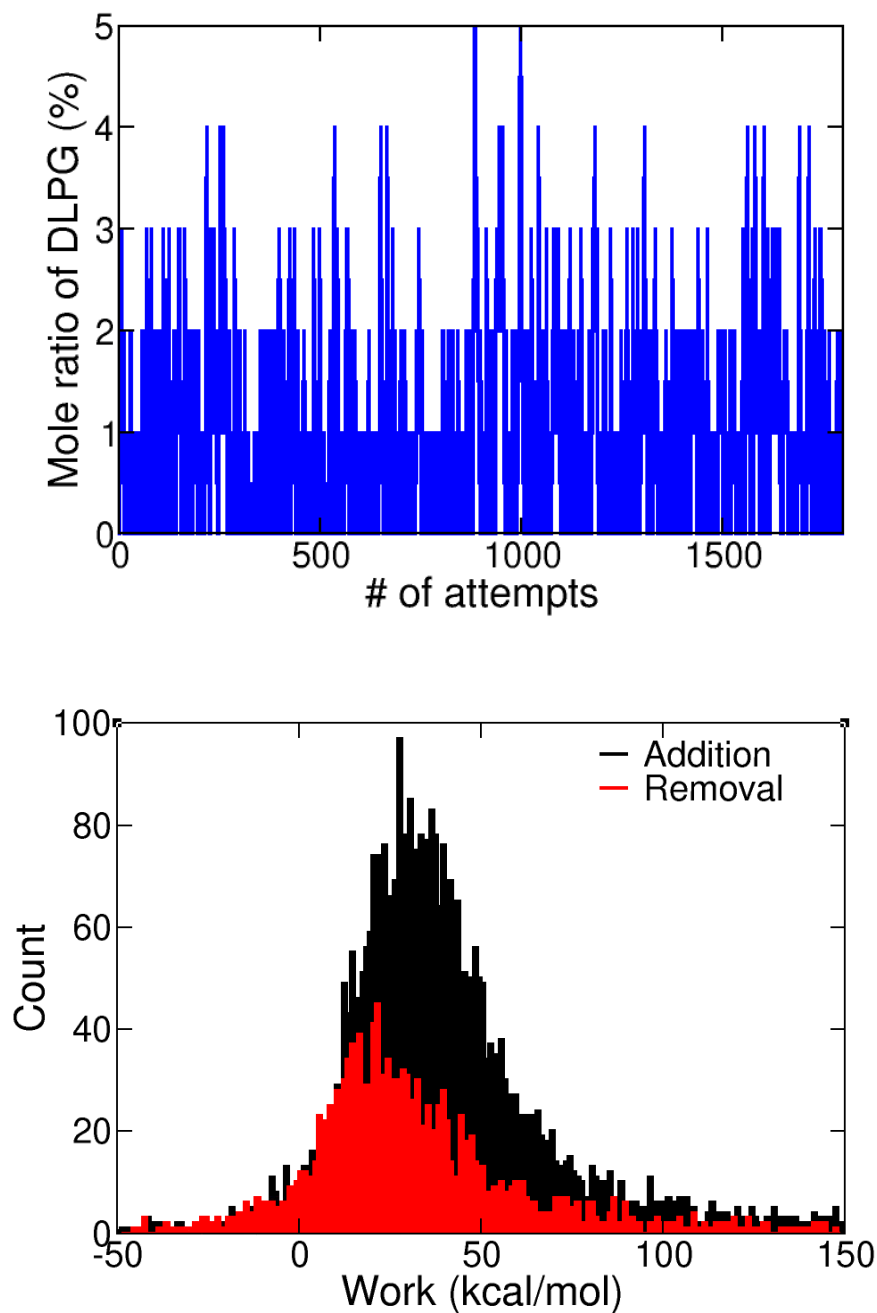 5
4
3
2
1
0
Mole ratio of DLPG (%)
0 500 1000 1500
# of attempts
100
80
60
40
20
0
Count
Addition
Removal
-50 0 50 100 150
Work (kcal/mol)